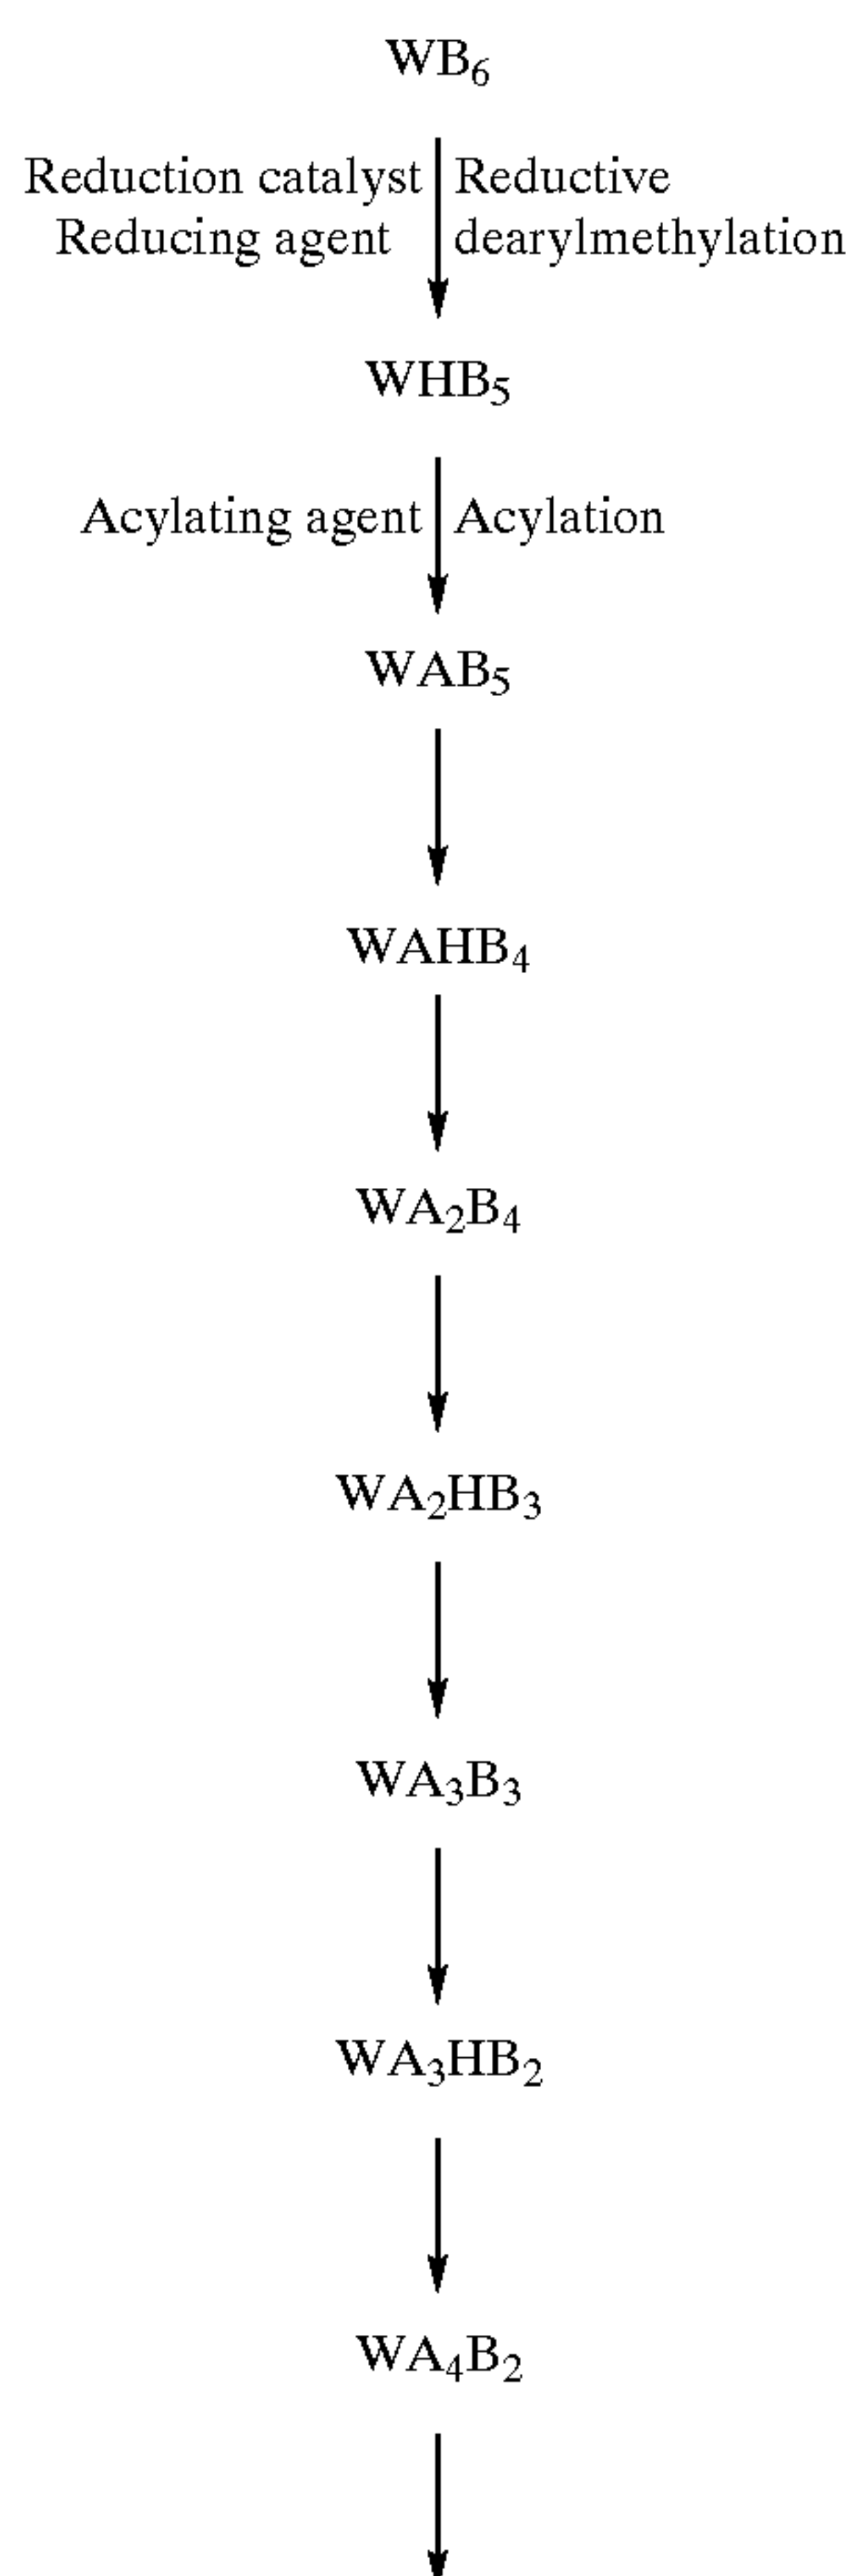 WB₆
Reduction catalyst Reductive
Reducing agent dearylmethylation
WHB₅
Acylating agent Acylation
WAB₅
WAHB₄
WA₂B₄
WA₂HB₃
WA₃B₃
WA₃HB₂
WA₄B₂